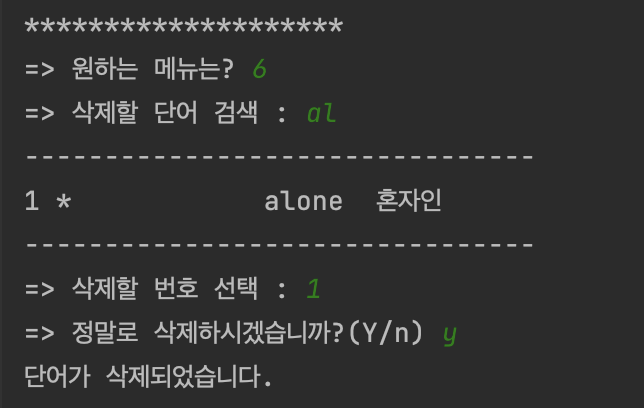 ********************
=> 원하는 메뉴는? 6
=> 삭제할 단어 검색 : al
--------------------------------
1 *            alone  혼자인
--------------------------------
=> 삭제할 번호 선택 : 1
=> 정말로 삭제하시겠습니까?(Y/n) y
단어가 삭제되었습니다.